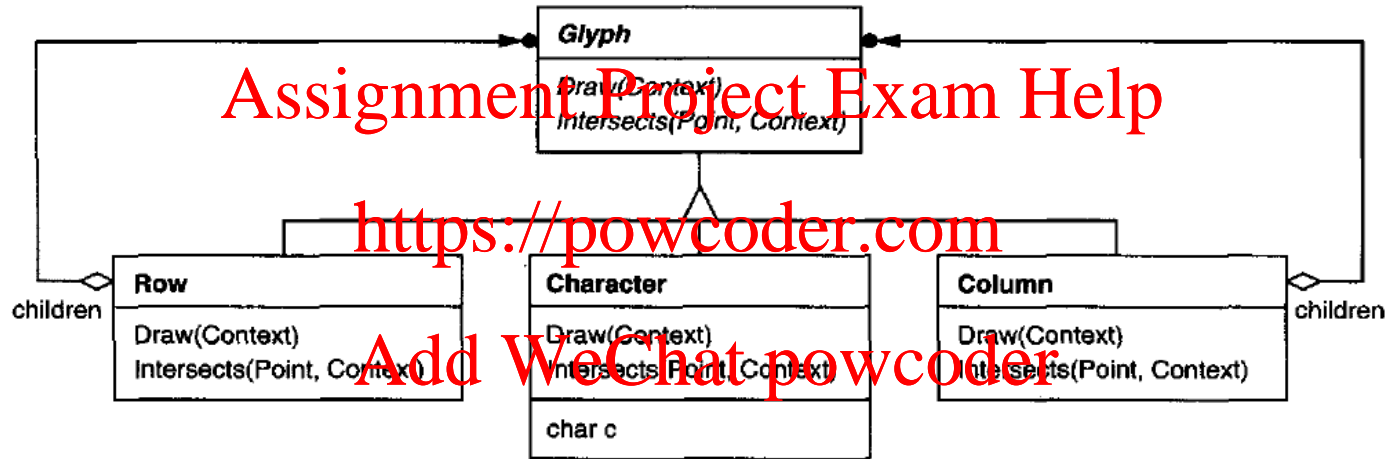 Glyph
Draw(Context)
Intersects(Point, Context)
Assignment Project Exam Help
https://powcoder.com
children
Row
Draw(Context)
Intersects(Point, Context)
Character
Draw(Context)
Intersects(Point, Context)
char c
Column
Draw(Context)
Intersects(Point, Context)
children
Add WeChat powcoder